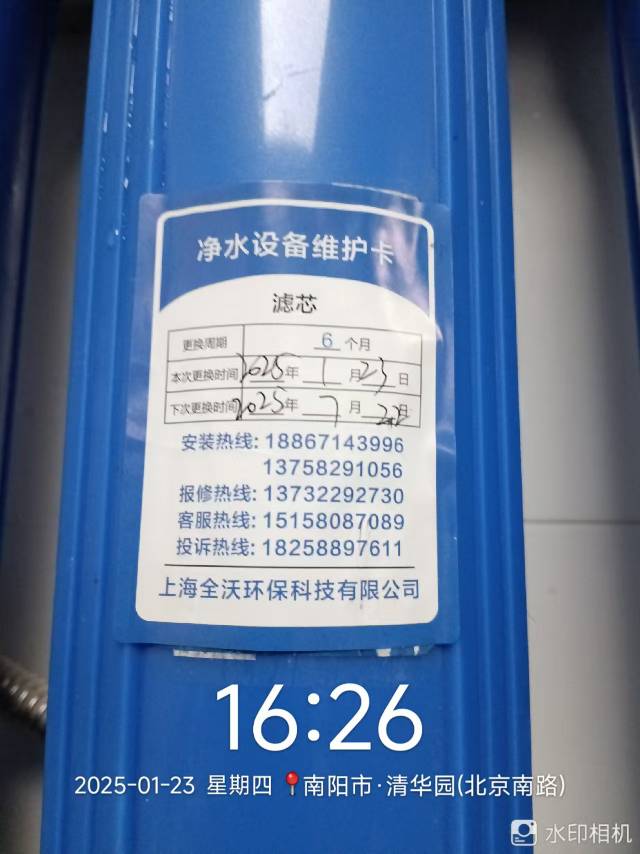 净水设备维护卡
滤芯
更换周期 6 个月
本次更换时间 2025年 1 月23日
下次更换时间 2025年 7 月22日
安装热线: 18867143996
13758291056
报修热线: 13732292730
客服热线: 15158087089
投诉热线: 18258897611
上海全沃环保科技有限公司
16:26
2025-01-23 星期四 南阳市·清华园(北京南路)
水印相机